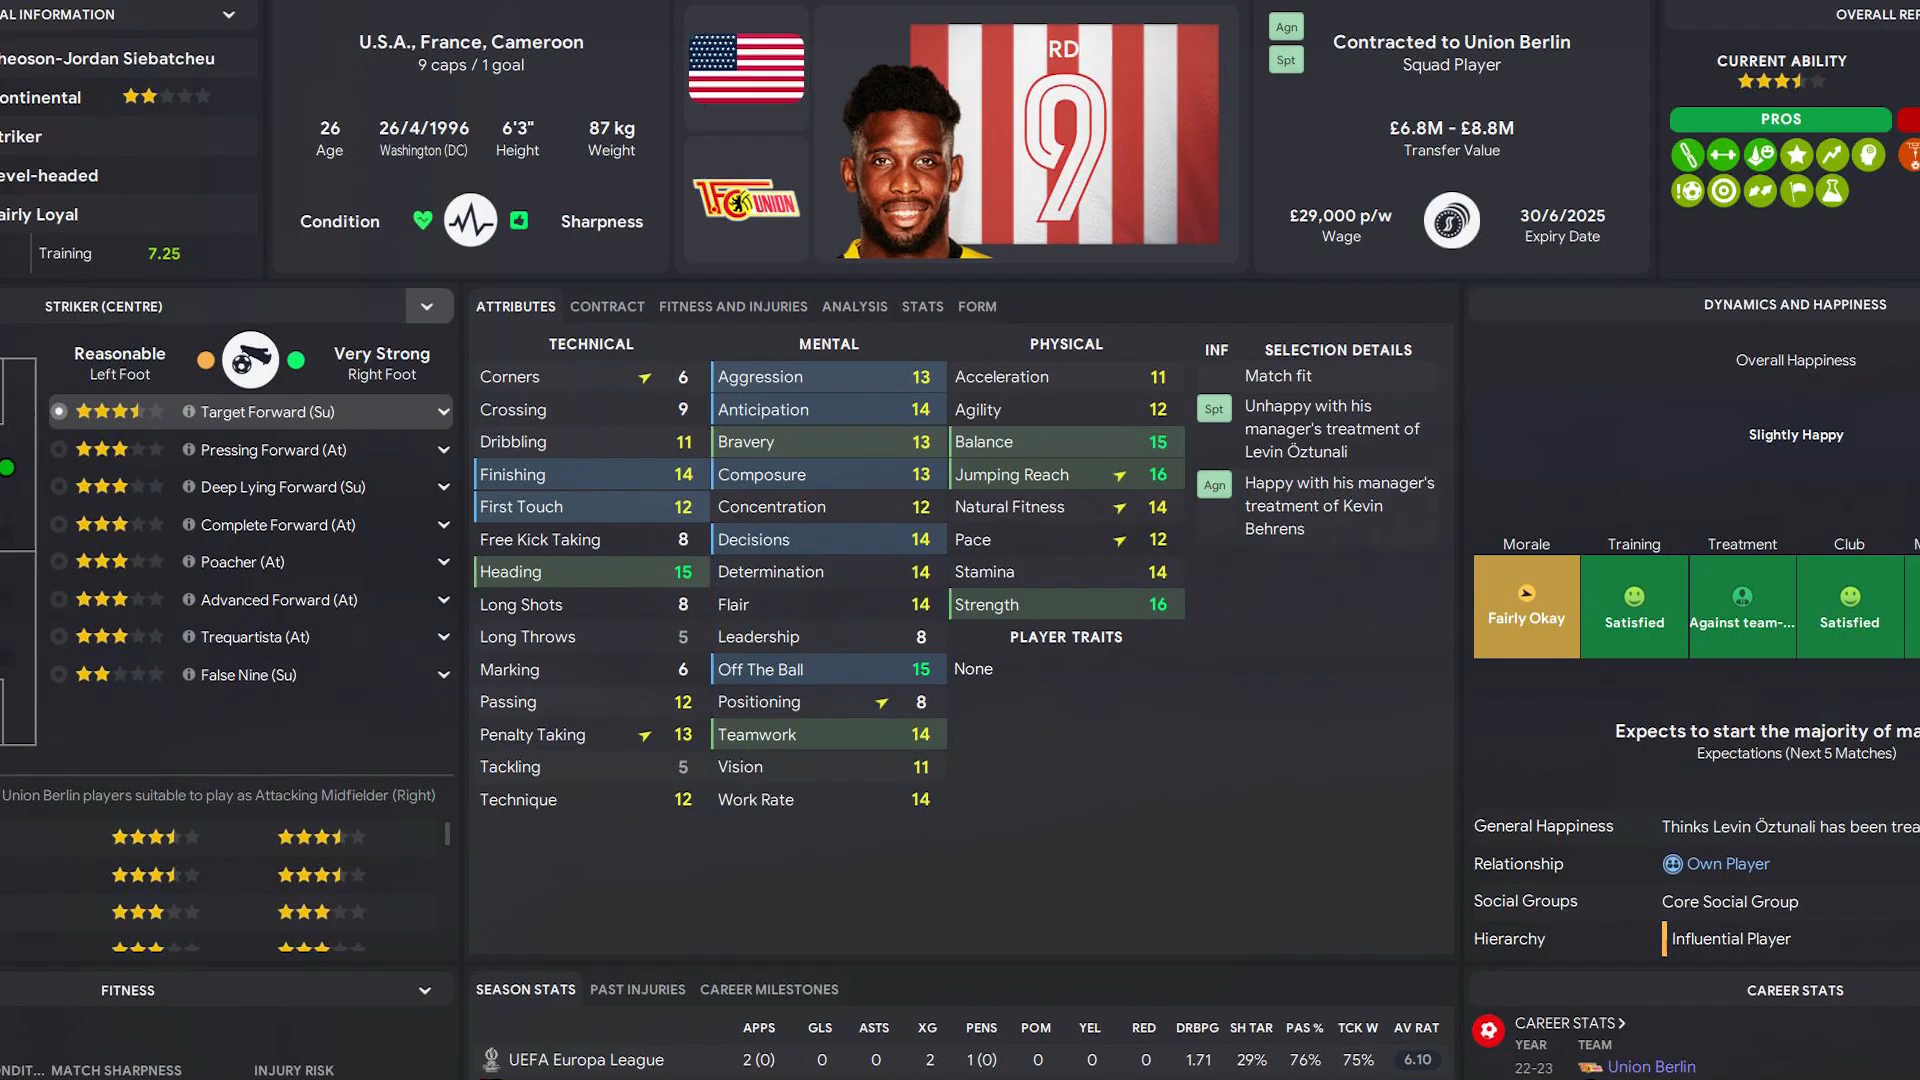 AL INFORMATION
heoson-Jordan Siebatcheu
ontinental
triker
evel-headed
airly Loyal
Training 7.25
U.S.A., France, Cameroon
9 caps / 1 goal
26 26/4/1996 6'3" 87 kg
Age Washington (DC) Height Weight
Condition Sharpness
1.FC UNION
RD
9
Agn
Spt
Contracted to Union Berlin
Squad Player
£6.8M - £8.8M
Transfer Value
£29,000 p/w
Wage
30/6/2025
Expiry Date
OVERALL REP
CURRENT ABILITY
PROS
STRIKER (CENTRE)
Reasonable
Left Foot
Very Strong
Right Foot
Target Forward (Su)
Pressing Forward (At)
Deep Lying Forward (Su)
Complete Forward (At)
Poacher (At)
Advanced Forward (At)
Trequartista (At)
False Nine (Su)
Union Berlin players suitable to play as Attacking Midfielder (Right)
FITNESS
ONDIT... MATCH SHARPNESS INJURY RISK
ATTRIBUTES CONTRACT FITNESS AND INJURIES ANALYSIS STATS FORM
TECHNICAL
Corners 6
Crossing 9
Dribbling 11
Finishing 14
First Touch 12
Free Kick Taking 8
Heading 15
Long Shots 8
Long Throws 5
Marking 6
Passing 12
Penalty Taking 13
Tackling 5
Technique 12
MENTAL
Aggression 13
Anticipation 14
Bravery 13
Composure 13
Concentration 12
Decisions 14
Determination 14
Flair 14
Leadership 8
Off The Ball 15
Positioning 8
Teamwork 14
Vision 11
Work Rate 14
PHYSICAL
Acceleration 11
Agility 12
Balance 15
Jumping Reach 16
Natural Fitness 14
Pace 12
Stamina 14
Strength 16
PLAYER TRAITS
None
INF SELECTION DETAILS
Match fit
Spt Unhappy with his
manager's treatment of
Levin Öztunali
Agn Happy with his manager's
treatment of Kevin
Behrens
DYNAMICS AND HAPPINESS
Overall Happiness
Slightly Happy
Morale Training Treatment Club
Fairly Okay Satisfied Against team-... Satisfied
Expects to start the majority of ma
Expectations (Next 5 Matches)
General Happiness Thinks Levin Öztunali has been trea
Relationship Own Player
Social Groups Core Social Group
Hierarchy Influential Player
SEASON STATS PAST INJURIES CAREER MILESTONES
APPS GLS ASTS XG PENS POM YEL RED DRBPG SH TAR PAS % TCK W AV RAT
UEFA Europa League 2 (0) 0 0 2 1 (0) 0 0 0 1.71 29% 76% 75% 6.10
CAREER STATS
CAREER STATS >
YEAR TEAM
22-23 Union Berlin